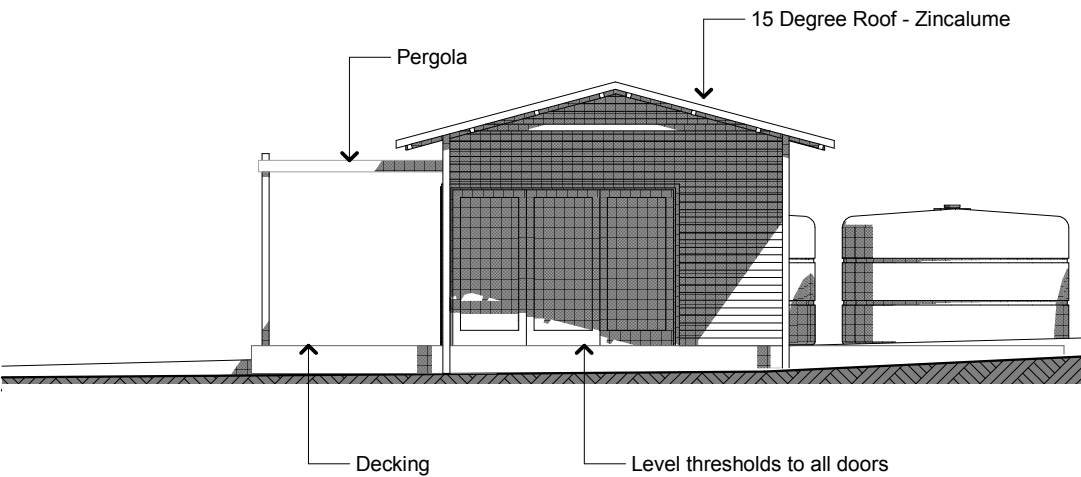 15 Degree Roof - Zincalume
Pergola
Decking
Level thresholds to all doors